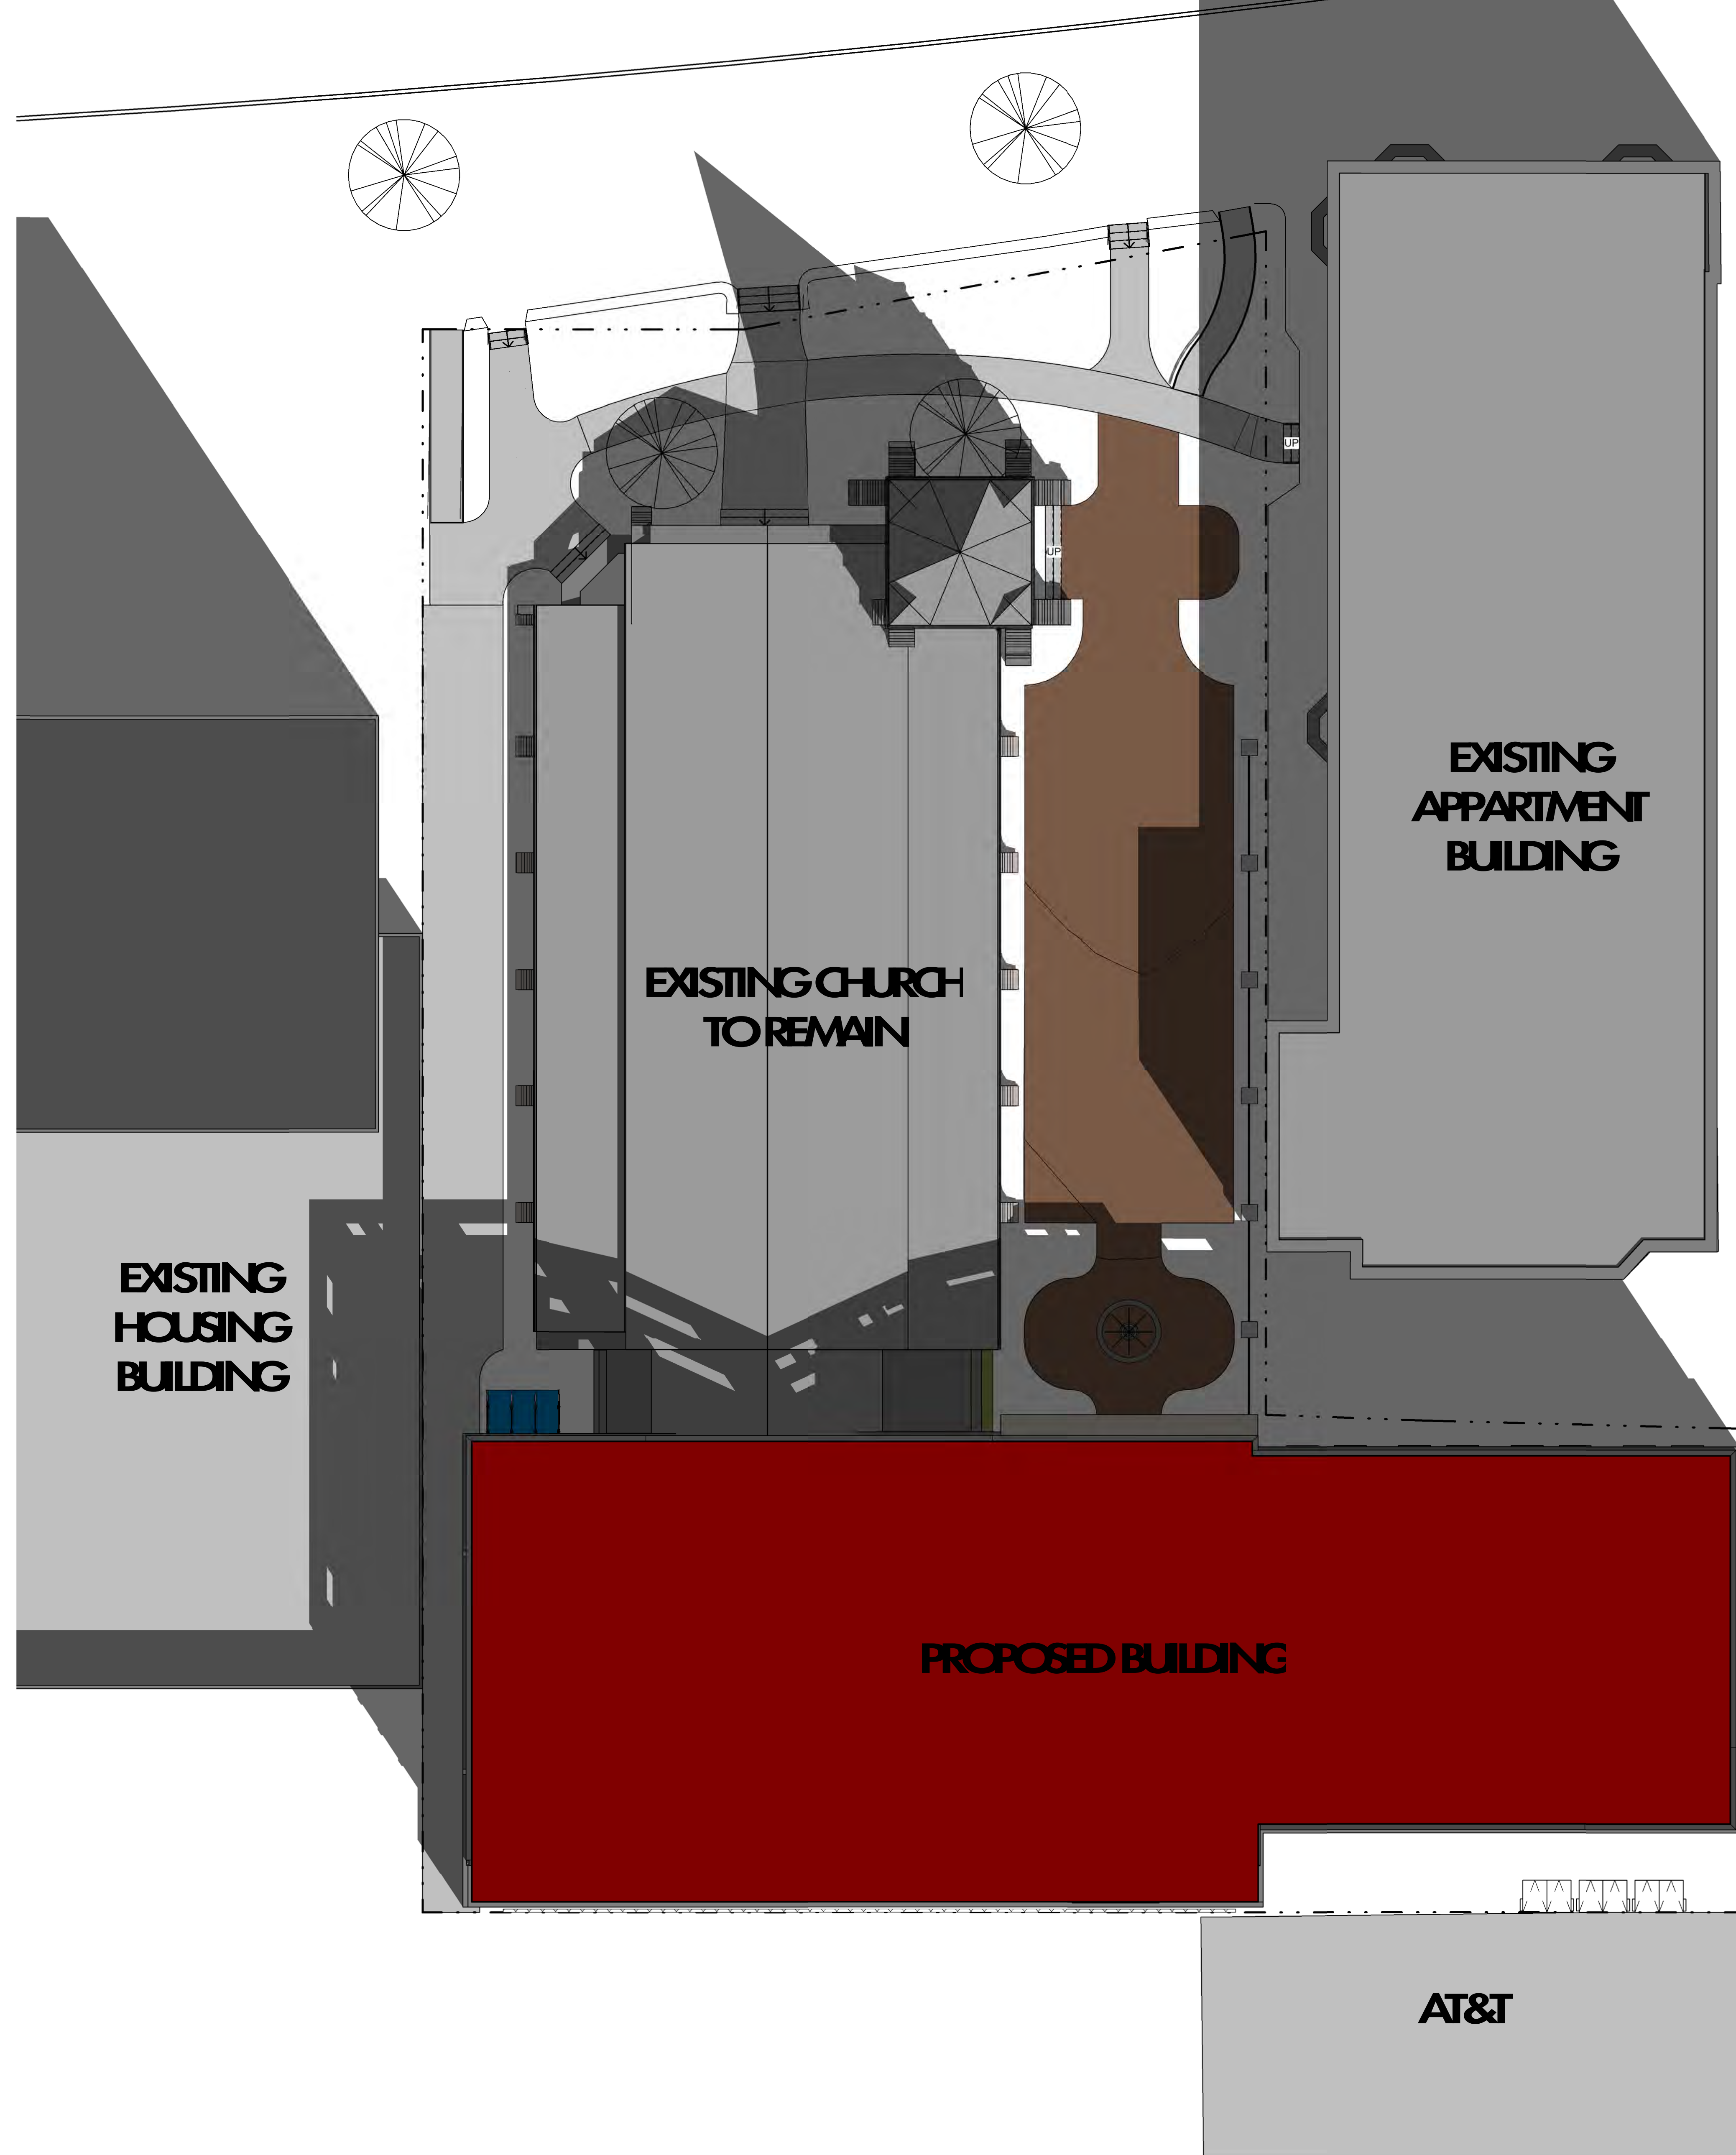 UP
UP
EXISTING
APPARTMENT
BUILDING
EXISTING CHURCH
TO REMAIN
EXISTING
HOUSING
BUILDING
PROPOSED BUILDING
AT&T